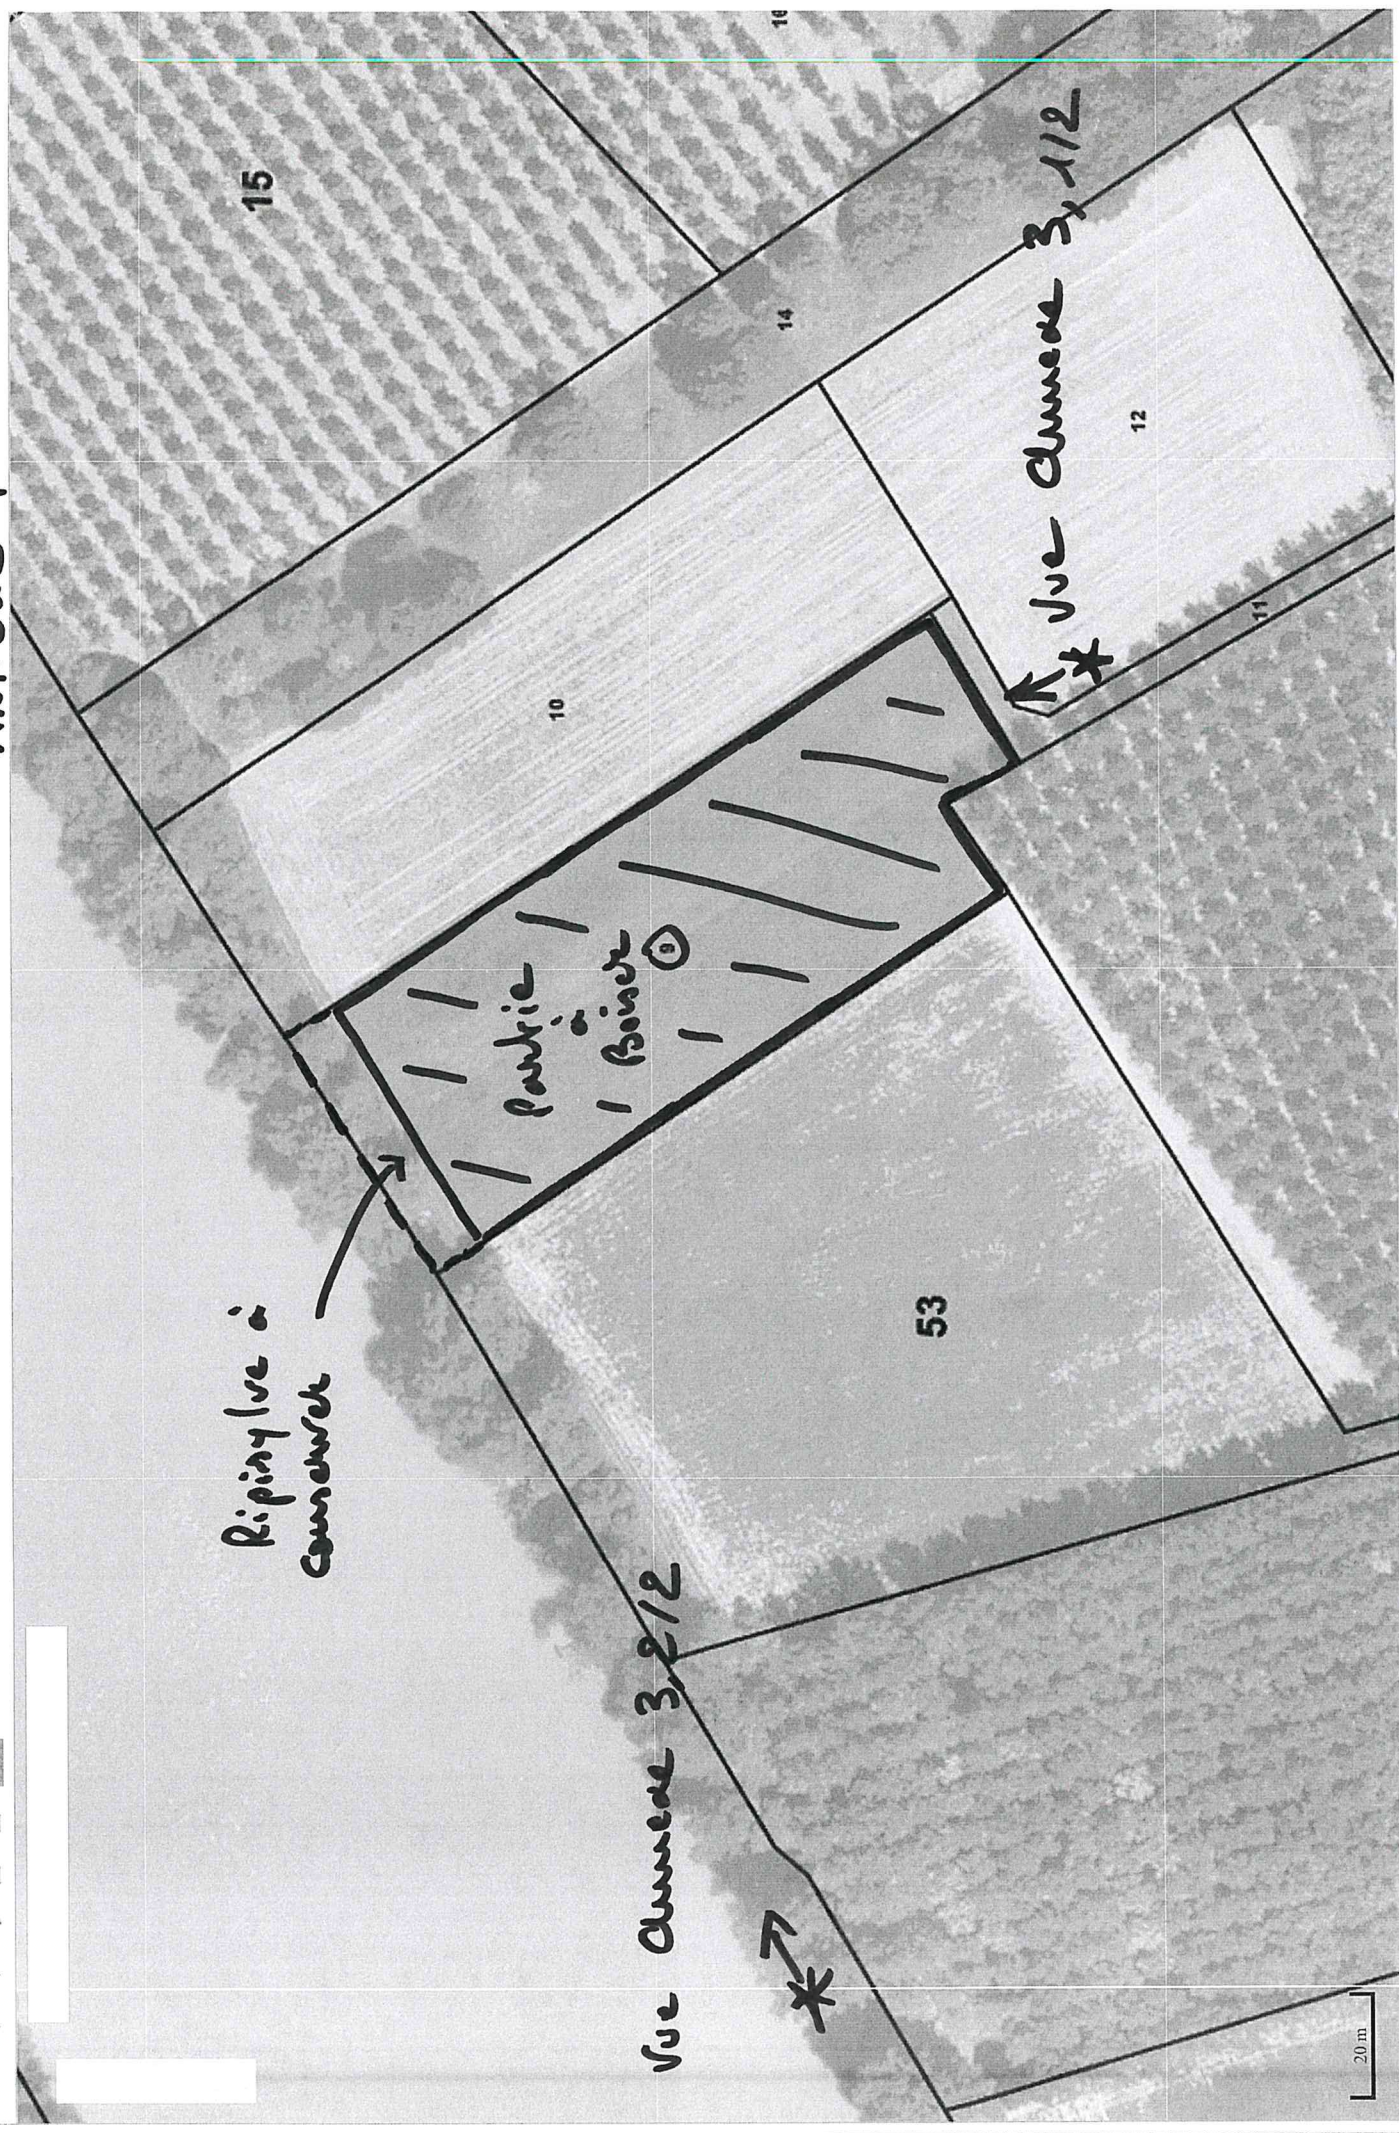 15
16
14
10
12
11
53
Ripisylve à
conserver
Partie
à
Boiser
9
Vue Annexe 3, 1/2
Vue Annexe 3, 2/2
20 m